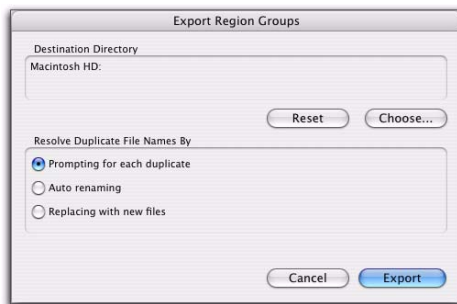 Export Region Groups
Destination Directory
Macintosh HD:
Reset Choose...
Resolve Duplicate File Names By
Prompting for each duplicate
Auto renaming
Replacing with new files
Cancel Export